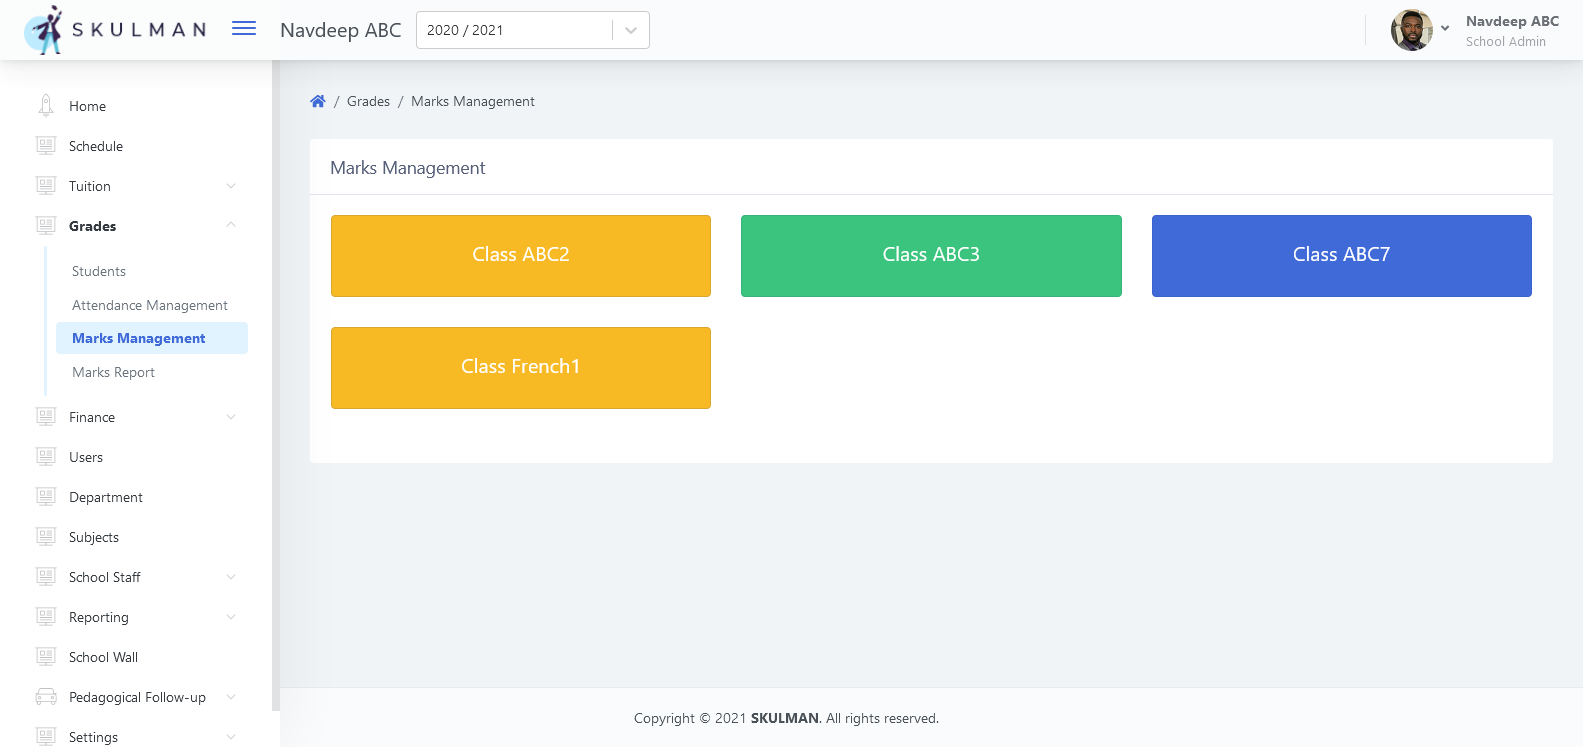 SKULMAN
Navdeep ABC
2020 / 2021
Navdeep ABC
School Admin
Home
Schedule
Tuition
Grades
Students
Attendance Management
Marks Management
Marks Report
Finance
Users
Department
Subjects
School Staff
Reporting
School Wall
Pedagogical Follow-up
Settings
/ Grades / Marks Management
Marks Management
Class ABC2
Class ABC3
Class ABC7
Class French1
Copyright © 2021 SKULMAN. All rights reserved.